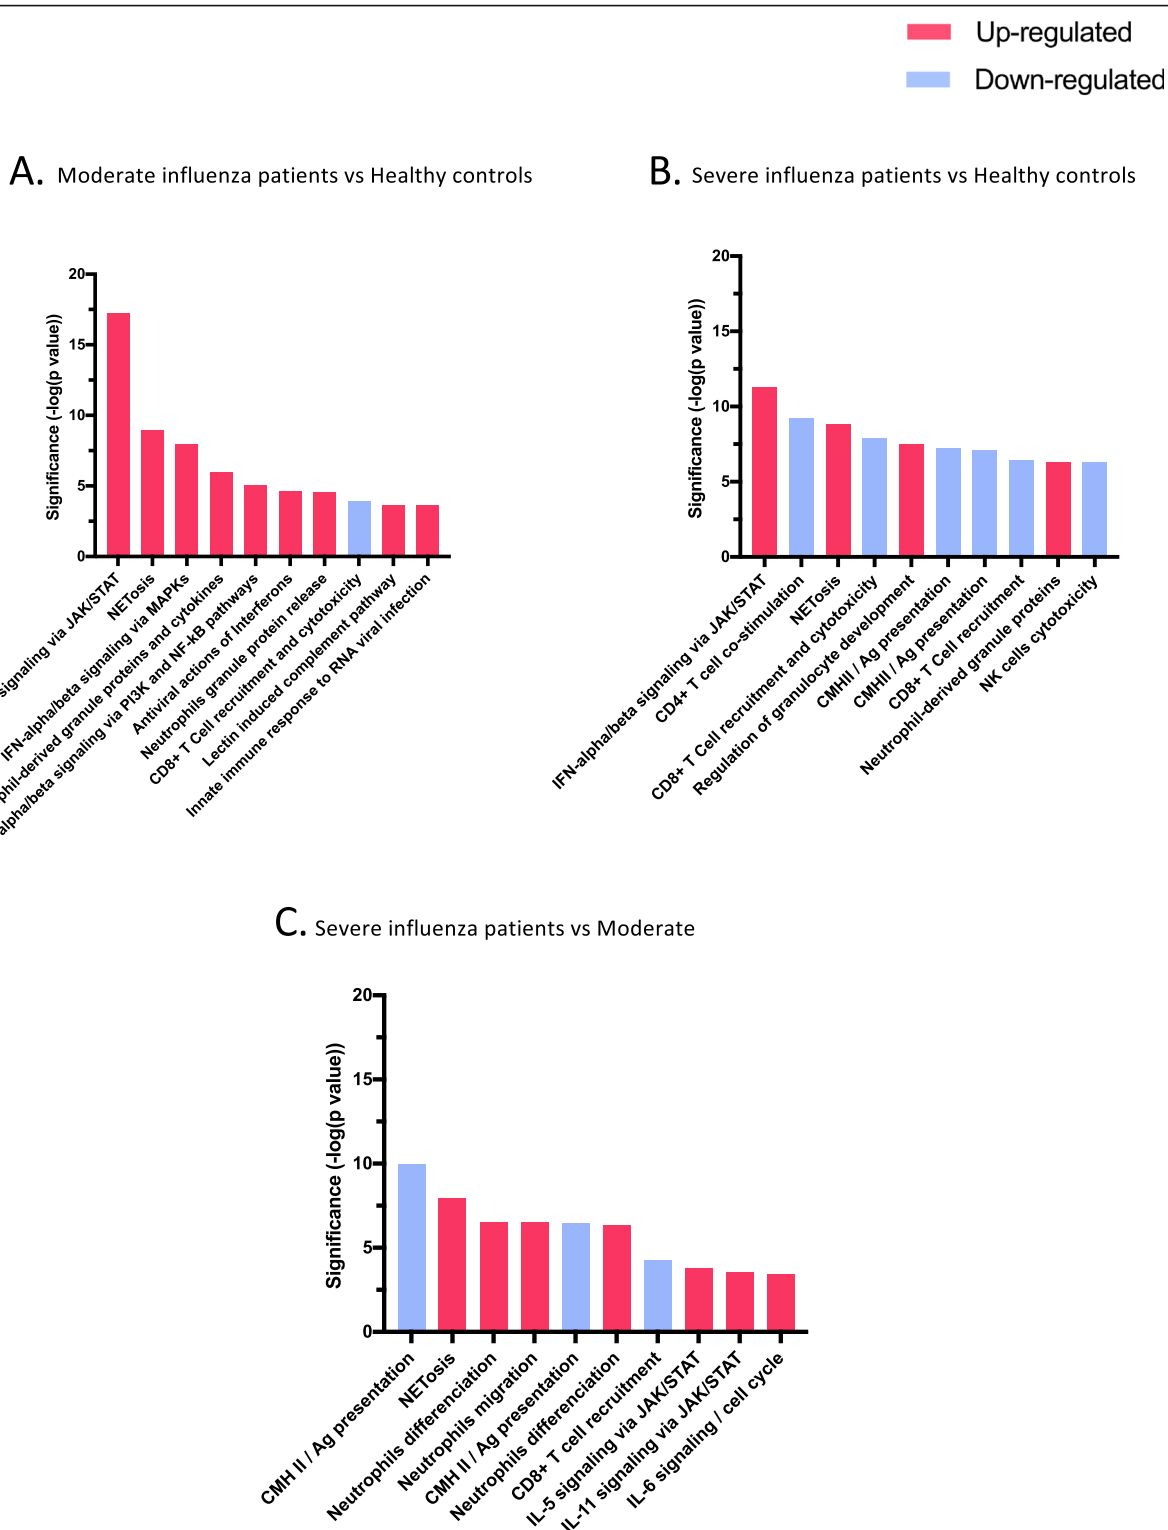 Up-regulated
Down-regulated
A. Moderate influenza patients vs Healthy controls
Significance (-log(p value))
20
15
10
5
0
signaling via JAK/STAT
NETosis
IFN-alpha/beta signaling via MAPKs
phil-derived granule proteins and cytokines
alpha/beta signaling via PI3K and NF-kB pathways
Antiviral actions of Interferons
Neutrophils granule protein release
CD8+ T Cell recruitment and cytotoxicity
Lectin induced complement pathway
Innate immune response to RNA viral infection
B. Severe influenza patients vs Healthy controls
Significance (-log(p value))
20
15
10
5
0
IFN-alpha/beta signaling via JAK/STAT
CD4+ T cell co-stimulation
NETosis
CD8+ T Cell recruitment and cytotoxicity
Regulation of granulocyte development
CMHII / Ag presentation
CMHII / Ag presentation
CD8+ T Cell recruitment
Neutrophil-derived granule proteins
NK cells cytotoxicity
C. Severe influenza patients vs Moderate
Significance (-log(p value))
20
15
10
5
0
CMH II / Ag presentation
NETosis
Neutrophils differenciation
Neutrophils migration
CMH II / Ag presentation
Neutrophils differenciation
CD8+ T cell recruitment
IL-5 signaling via JAK/STAT
IL-11 signaling via JAK/STAT
IL-6 signaling / cell cycle